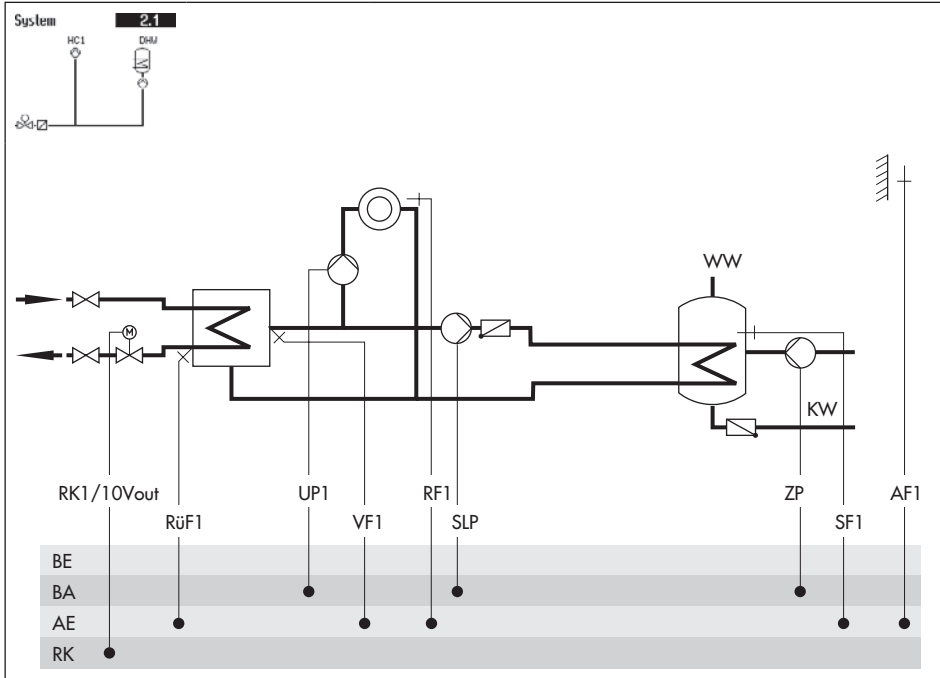 System 2.1
HC1 DHW
M
WW
KW
RK1/10Vout UP1 RF1 ZP AF1
RüF1 VF1 SLP SF1
BE
BA
AE
RK